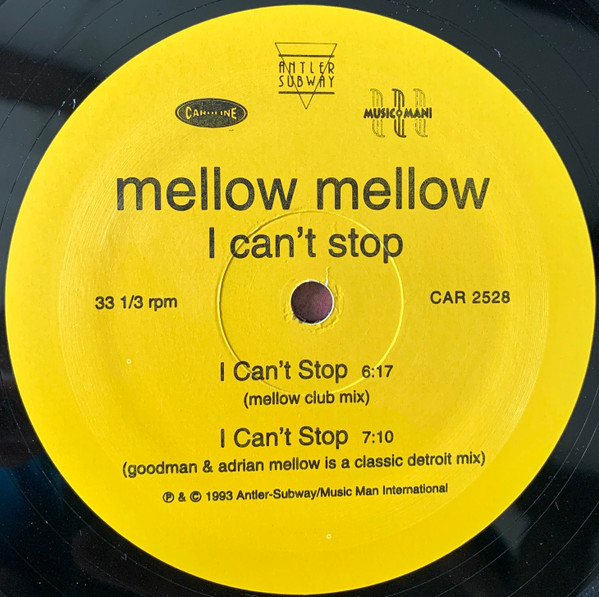 ANTLER
SUBWAY
CAROLINE
MUSIC MAN I
mellow mellow
I can't stop
33 1/3 rpm
CAR 2528
I Can't Stop 6:17
(mellow club mix)
I Can't Stop 7:10
(goodman & adrian mellow is a classic detroit mix)
℗ & © 1993 Antler-Subway/Music Man International